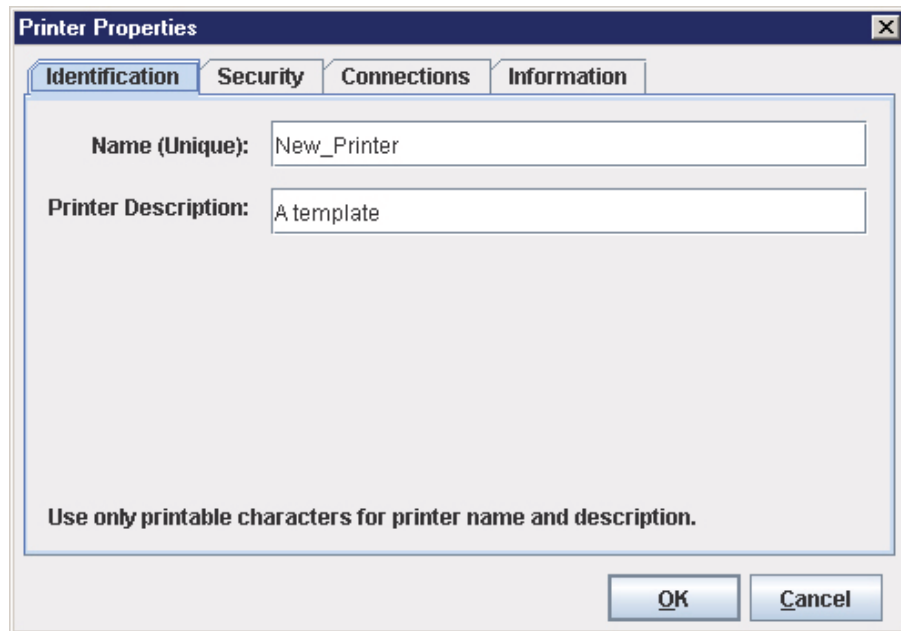 Printer Properties
Identification Security Connections Information
Name (Unique): New_Printer
Printer Description: A template
Use only printable characters for printer name and description.
OK Cancel